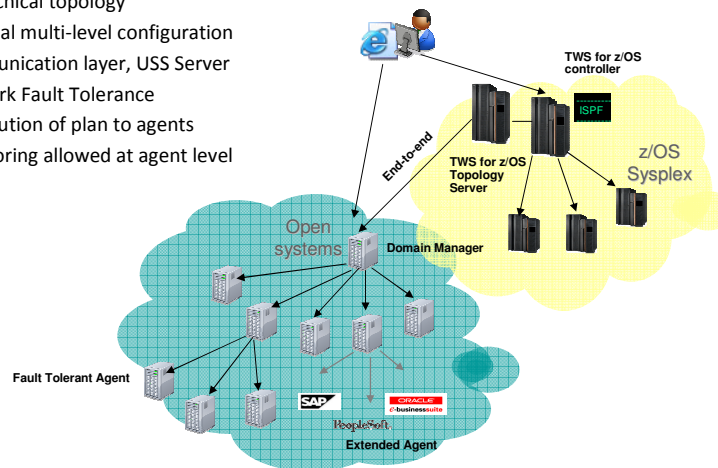 chical topology
al multi-level configuration
unication layer, USS Server
rk Fault Tolerance
ution of plan to agents
oring allowed at agent level
TWS for z/OS
controller
ISPF
z/OS
Sysplex
End-to-end
TWS for z/OS
Topology
Server
Open
systems
Domain Manager
Fault Tolerant Agent
SAP
ORACLE
e-businesssuite
PeopleSoft.
Extended Agent